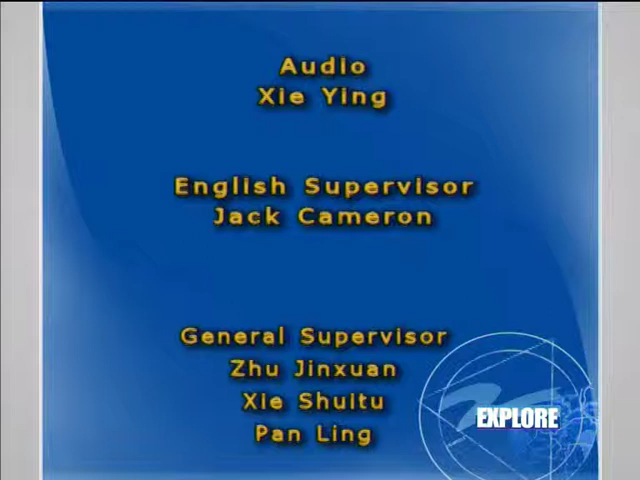 Audio
Xie Ying
English Supervisor
Jack Cameron
General Supervisor
Zhu Jinxuan
Xie Shuitu
Pan Ling
EXPLORE